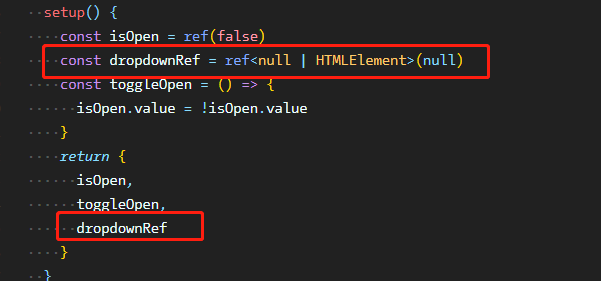 setup() {
const isOpen = ref(false)
const dropdownRef = ref<null | HTMLElement>(null)
const toggleOpen = () => {
isOpen.value = !isOpen.value
}
return {
isOpen,
toggleOpen,
dropdownRef
}
}